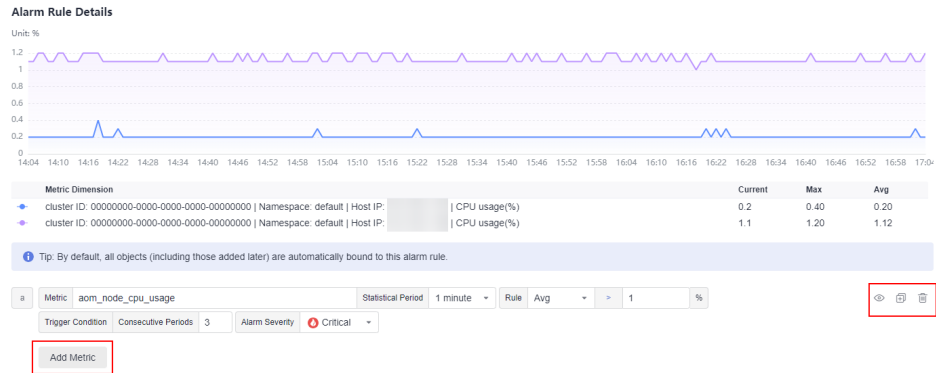 Alarm Rule Details
Unit: %
1.2
1
0.8
0.6
0.4
0.2
0
14:04 14:10 14:16 14:22 14:28 14:34 14:40 14:46 14:52 14:58 15:04 15:10 15:16 15:22 15:28 15:34 15:40 15:46 15:52 15:58 16:04 16:10 16:16 16:22 16:28 16:34 16:40 16:46 16:52 16:58 17:04
Metric Dimension Current Max Avg
cluster ID: 00000000-0000-0000-0000-00000000 | Namespace: default | Host IP: | CPU usage(%) 0.2 0.40 0.20
cluster ID: 00000000-0000-0000-0000-00000000 | Namespace: default | Host IP: | CPU usage(%) 1.1 1.20 1.12
Tip: By default, all objects (including those added later) are automatically bound to this alarm rule.
a Metric aom_node_cpu_usage Statistical Period 1 minute Rule Avg > 1 %
Trigger Condition Consecutive Periods 3 Alarm Severity Critical
Add Metric